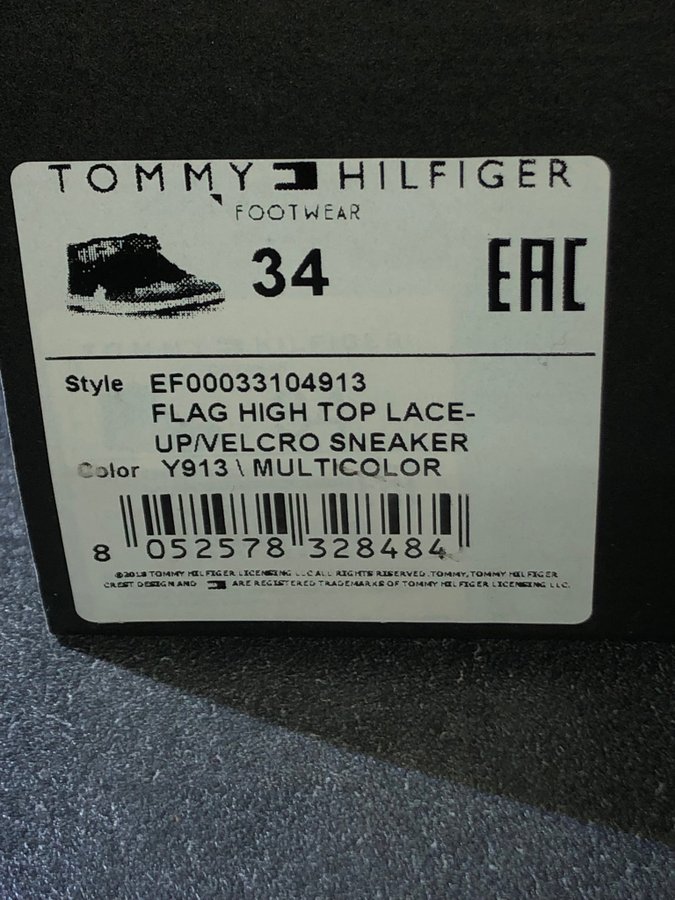 TOMMY HILFIGER
FOOTWEAR
34
EAC
Style EF00033104913
FLAG HIGH TOP LACE-
UP/VELCRO SNEAKER
Color Y913 \ MULTICOLOR
8 052578 328484
©2018 TOMMY HILFIGER LICENSING LLC ALL RIGHTS RESERVED. TOMMY, TOMMY HILFIGER
CREST DESIGN AND ARE REGISTERED TRADEMARKS OF TOMMY HILFIGER LICENSING LLC.